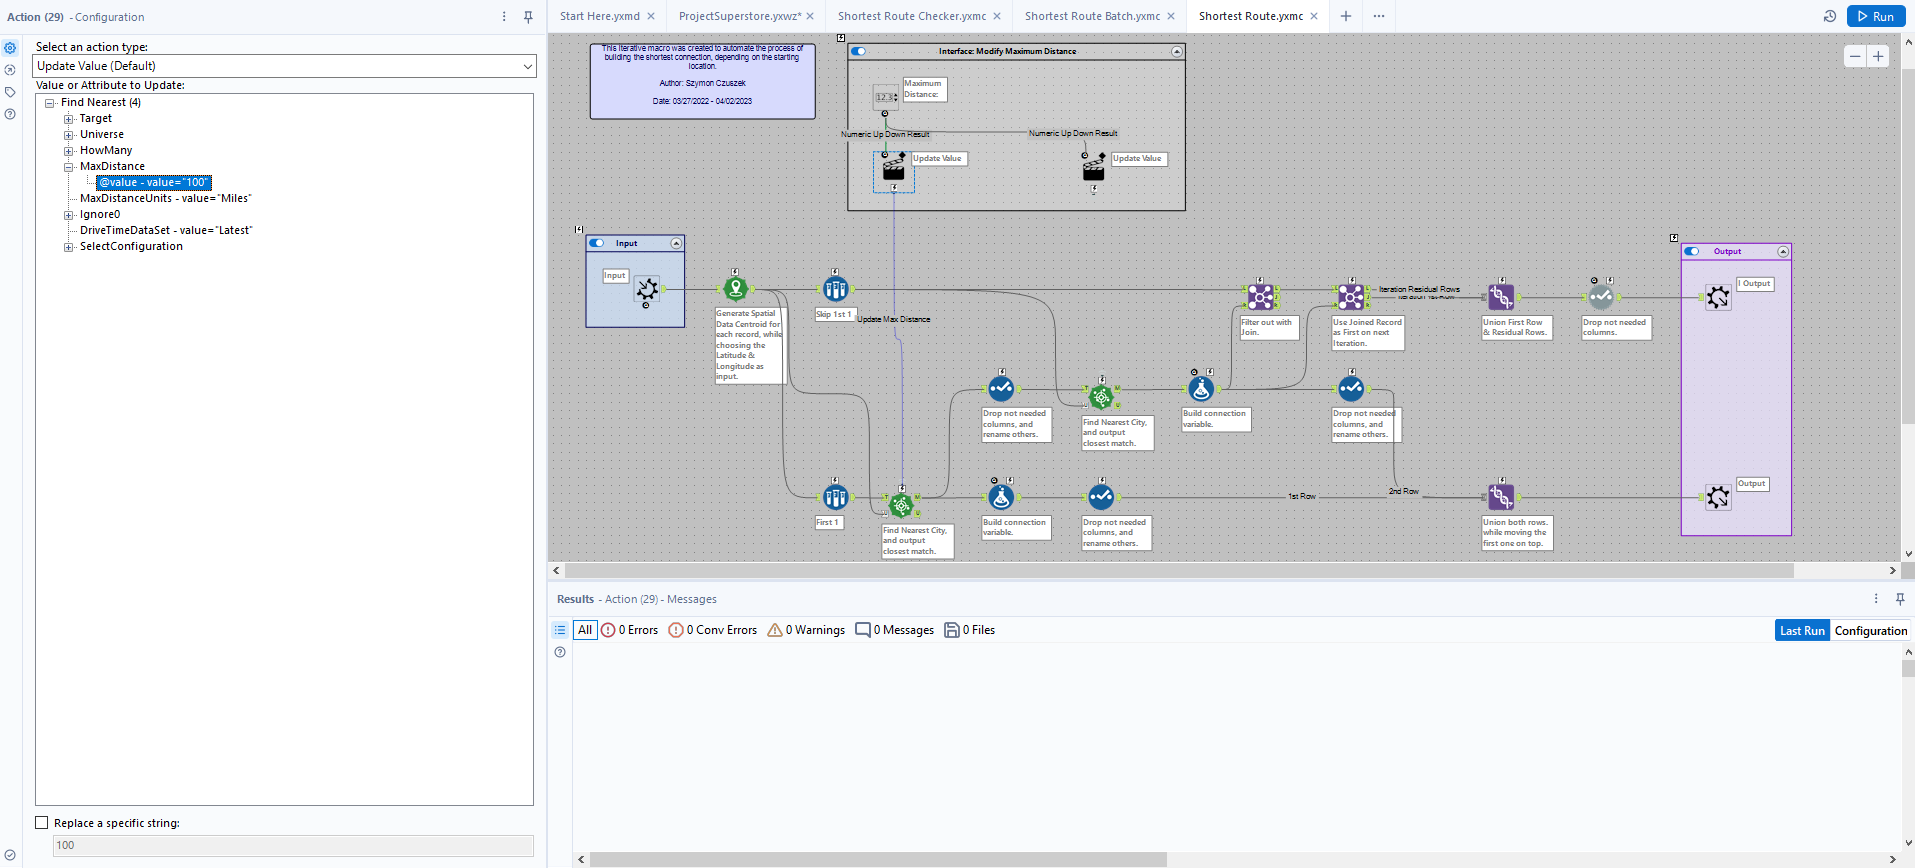 Action (29) - Configuration
Select an action type:
Update Value (Default)
Value or Attribute to Update:
Find Nearest (4)
Target
Universe
HowMany
MaxDistance
@value - value="100"
MaxDistanceUnits - value="Miles"
Ignore0
DriveTimeDataSet - value="Latest"
SelectConfiguration
Replace a specific string:
100
Start Here.yxmd
ProjectSuperstore.yxwz*
Shortest Route Checker.yxmc
Shortest Route Batch.yxmc
Shortest Route.yxmc
Run
This Iterative macro was created to automate the process of
building the shortest connection, depending on the starting
location.
Author: Szymon Czuszek
Date: 03/27/2022 - 04/02/2023
Interface: Modify Maximum Distance
12.3
Maximum
Distance:
Numeric Up Down Result
Numeric Up Down Result
Update Value
Update Value
Input
Input
Generate Spatial
Data Centroid for
each record, while
choosing the
Latitude &
Longitude as
input.
Skip 1st 1
Update Max Distance
Filter out with
Join.
Use Joined Record
as First on next
Iteration.
Iteration Residual Rows
Union First Row
& Residual Rows.
Drop not needed
columns.
Output
I Output
Drop not needed
columns, and
rename others.
Find Nearest City,
and output
closest match.
Build connection
variable.
Drop not needed
columns, and
rename others.
First 1
Find Nearest City,
and output
closest match.
Build connection
variable.
Drop not needed
columns, and
rename others.
1st Row
2nd Row
Union both rows.
while moving the
first one on top.
Output
Results - Action (29) - Messages
All
0 Errors
0 Conv Errors
0 Warnings
0 Messages
0 Files
Last Run
Configuration